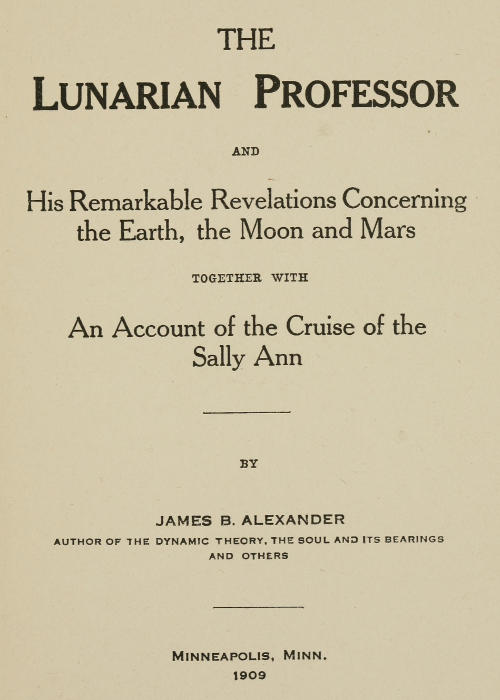 THE
LUNARIAN PROFESSOR
AND
His Remarkable Revelations Concerning
the Earth, the Moon and Mars
TOGETHER WITH
An Account of the Cruise of the
Sally Ann
BY
JAMES B. ALEXANDER
AUTHOR OF THE DYNAMIC THEORY, THE SOUL AND ITS BEARINGS
AND OTHERS
MINNEAPOLIS, MINN.
1909